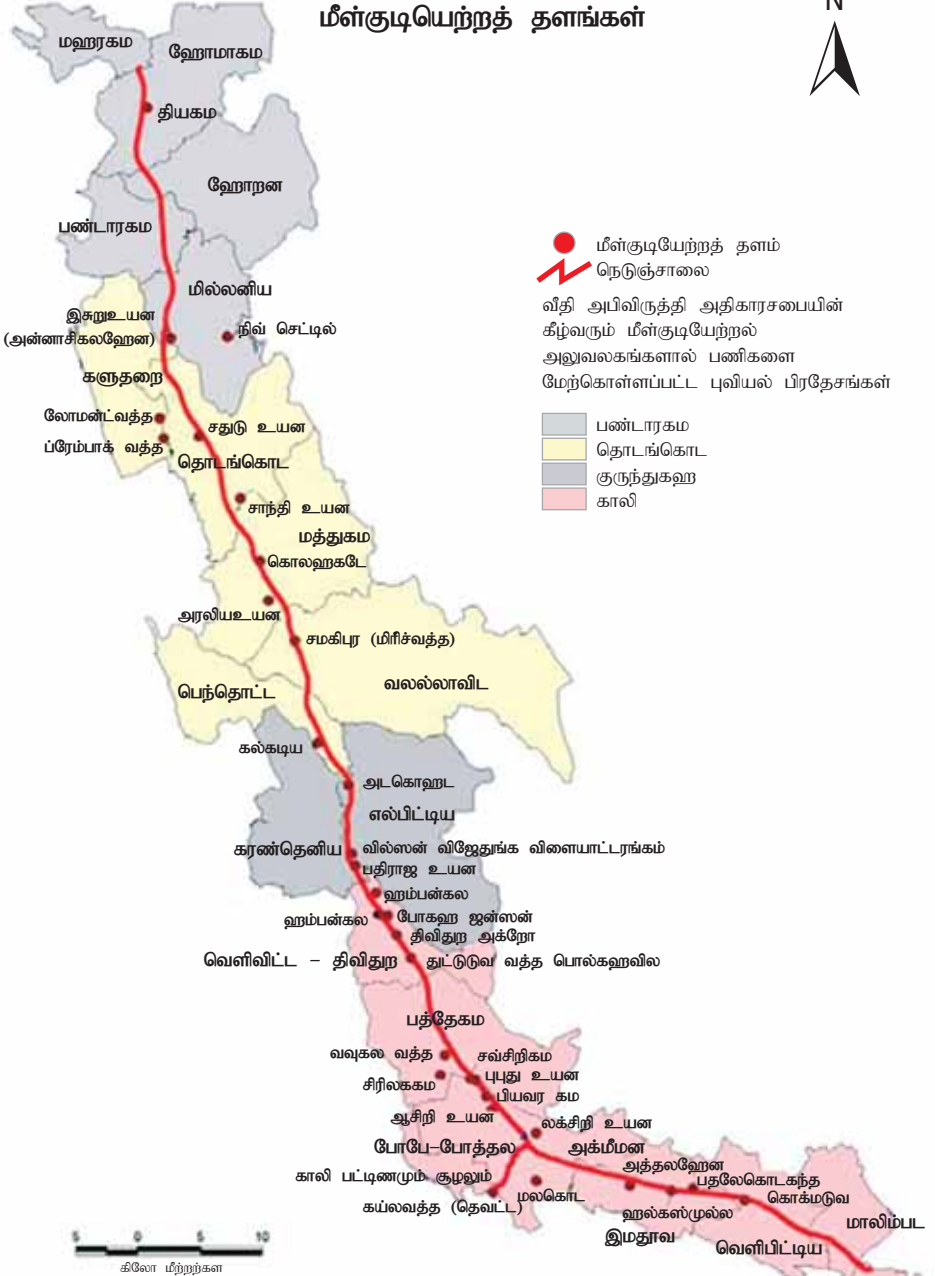 மீள்குடியெற்றத் தளங்கள்
N
மஹரகம
ஹோமாகம
தியகம
ஹோறன
பண்டாரகம
மீள்குடியேற்றத் தளம்
நெடுஞ்சாலை
மில்லனிய
வீதி அபிவிருத்தி அதிகாரசபையின்
கீழ்வரும் மீள்குடியேற்றல்
அலுவலகங்களால் பணிகளை
மேற்கொள்ளப்பட்ட புவியல் பிரதேசங்கள்
இசுறுஉயன
(அன்னாசிகலஹேன)
நிவ் செட்டில்
களுதறை
பண்டாரகம
தொடங்கொட
குருந்துகஹ
காலி
லோமன்ட்வத்த
சதுடு உயன
ப்ரேம்பாக் வத்த
தொடங்கொட
சாந்தி உயன
மத்துகம
கொலஹகடே
அரலியஉயன
சமகிபுர (மிரீச்வத்த)
பெந்தொட்ட
வலல்லாவிட
கல்கடிய
அடகொஹட
எல்பிட்டிய
கரண்தெனிய
வில்ஸன் விஜேதுங்க விளையாட்டரங்கம்
பதிராஜ உயன
ஹம்பன்கல
ஹம்பன்கல
போகஹ ஜன்ஸன்
திவிதுற அக்றோ
வெளிவிட்ட - திவிதுற
துட்டுடுவ வத்த பொல்கஹவில
பத்தேகம
வவுகல வத்த
சவ்சிறிகம
சிரிலககம
புபுது உயன
பியவர கம
ஆசிறி உயன
லக்சிறி உயன
போபே-போத்தல
அக்மீமன
அத்தலஹேன
காலி பட்டிணமும் சூழலும்
பதலேகொடகந்த
மலகொட
கொக்மடுவ
கய்லவத்த (தெவட்ட)
ஹல்கஸ்முல்ல
மாலிம்பட
இமதூவ
வெளிபிட்டிய
5 0 5 10
கிலோ மீற்றற்கள